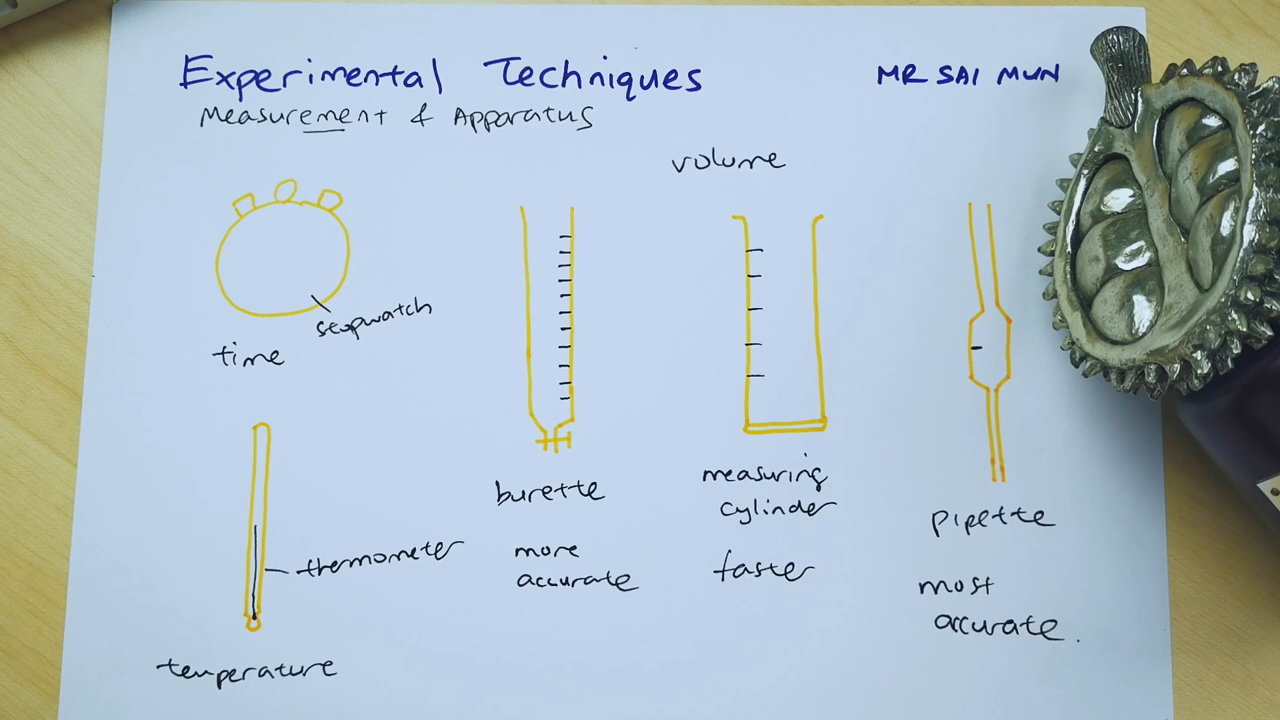 Experimental Techniques
MR SAI MUN
Measurement & Apparatus
volume
stopwatch
time
burette
more
accurate
measuring
cylinder
faster
pipette
most
accurate.
thermometer
temperature